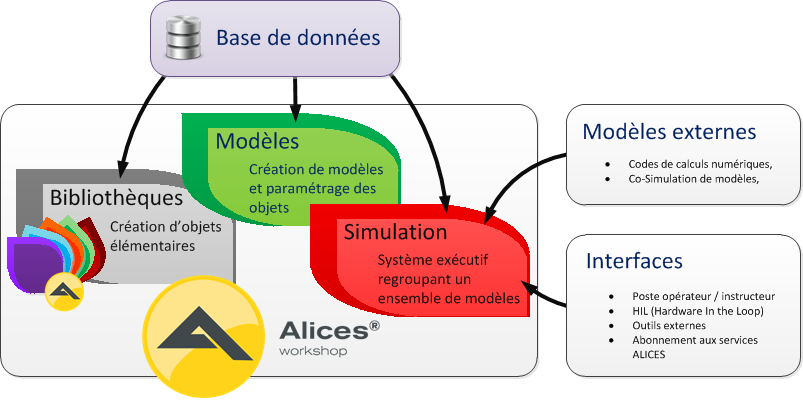 Base de données
Modèles
Création de modèles
et paramétrage des
objets
Bibliothèques
Création d’objets
élémentaires
Simulation
Système exécutif
regroupant un
ensemble de modèles
Alices®
workshop
Modèles externes
• Codes de calculs numériques,
• Co-Simulation de modèles,
Interfaces
• Poste opérateur / instructeur
• HIL (Hardware In the Loop)
• Outils externes
• Abonnement aux services
ALICES